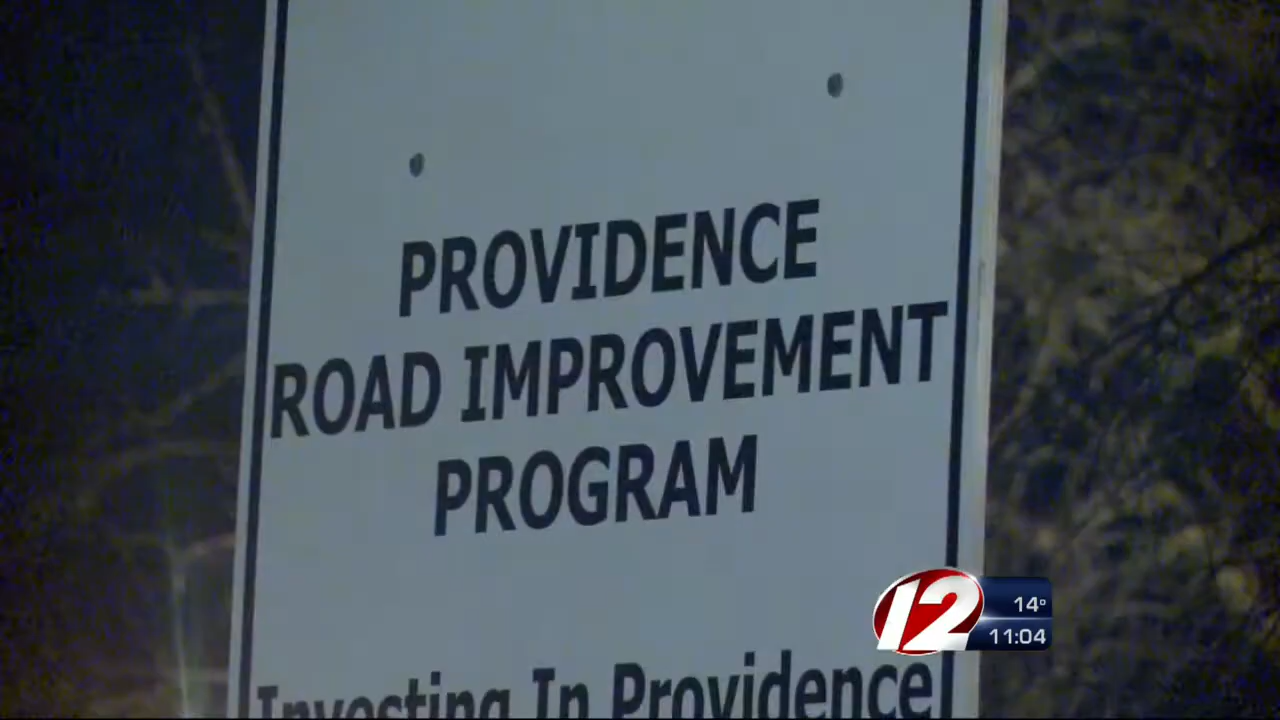 PROVIDENCE
ROAD IMPROVEMENT
PROGRAM
Investing In Providence
12
14°
11:04